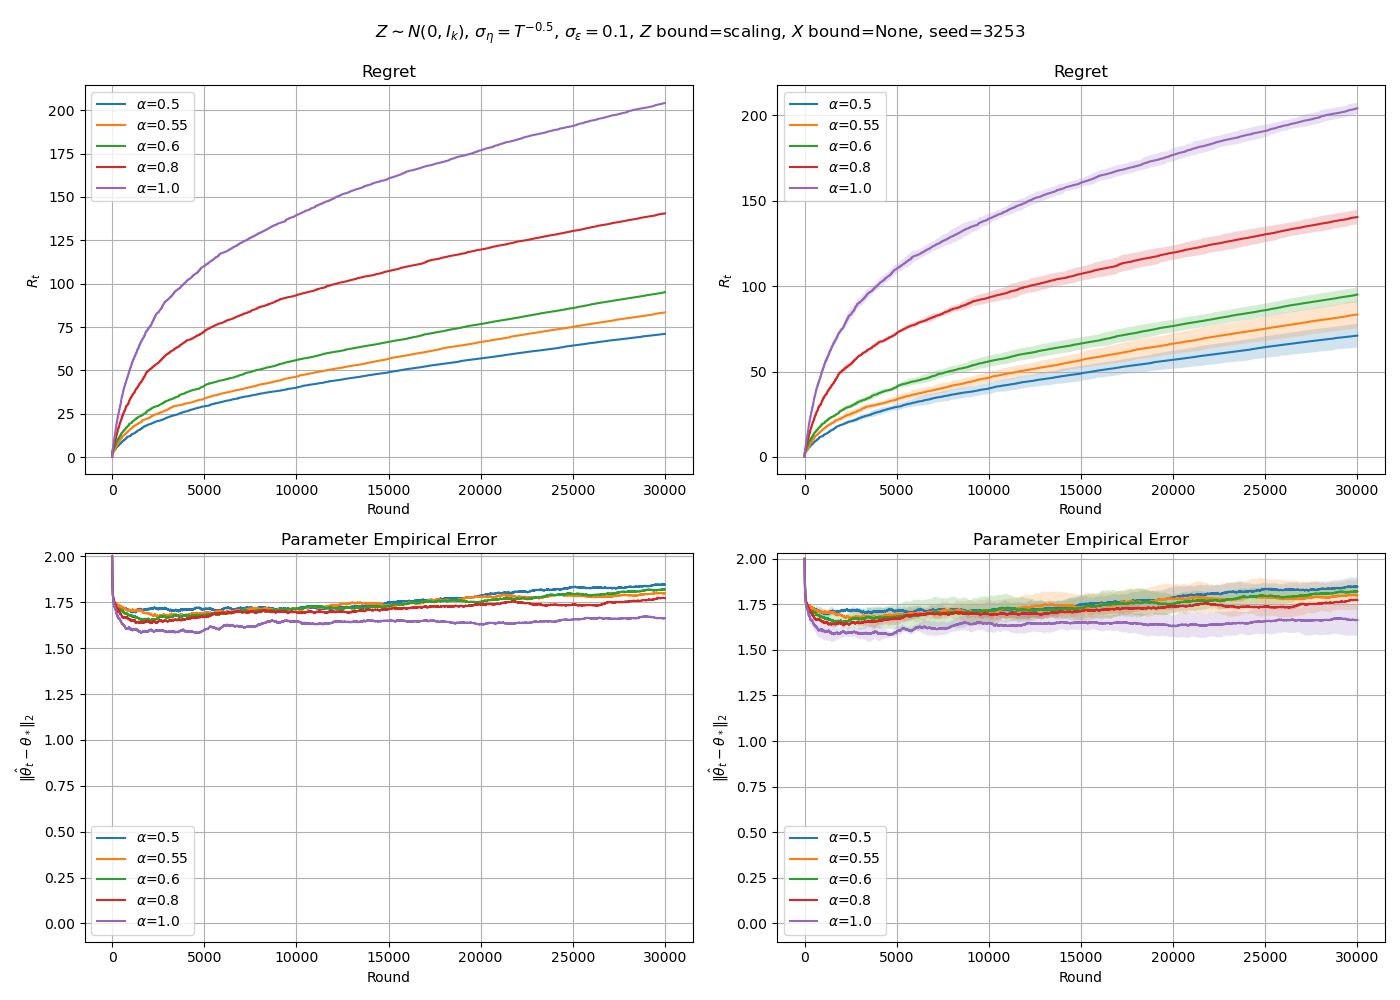 Z ∼ N(0, I_k), σ_η = T^{−0.5}, σ_ε = 0.1, Z bound=scaling, X bound=None, seed=3253
Regret
200
175
150
125
100
75
50
25
0
R_t
α=0.5
α=0.55
α=0.6
α=0.8
α=1.0
0 5000 10000 15000 20000 25000 30000
Round
Regret
200
150
100
50
0
R_t
α=0.5
α=0.55
α=0.6
α=0.8
α=1.0
0 5000 10000 15000 20000 25000 30000
Round
Parameter Empirical Error
2.00
1.75
1.50
1.25
1.00
0.75
0.50
0.25
0.00
‖θ̂_t − θ_*‖₂
α=0.5
α=0.55
α=0.6
α=0.8
α=1.0
0 5000 10000 15000 20000 25000 30000
Round
Parameter Empirical Error
2.00
1.75
1.50
1.25
1.00
0.75
0.50
0.25
0.00
‖θ̂_t − θ_*‖₂
α=0.5
α=0.55
α=0.6
α=0.8
α=1.0
0 5000 10000 15000 20000 25000 30000
Round